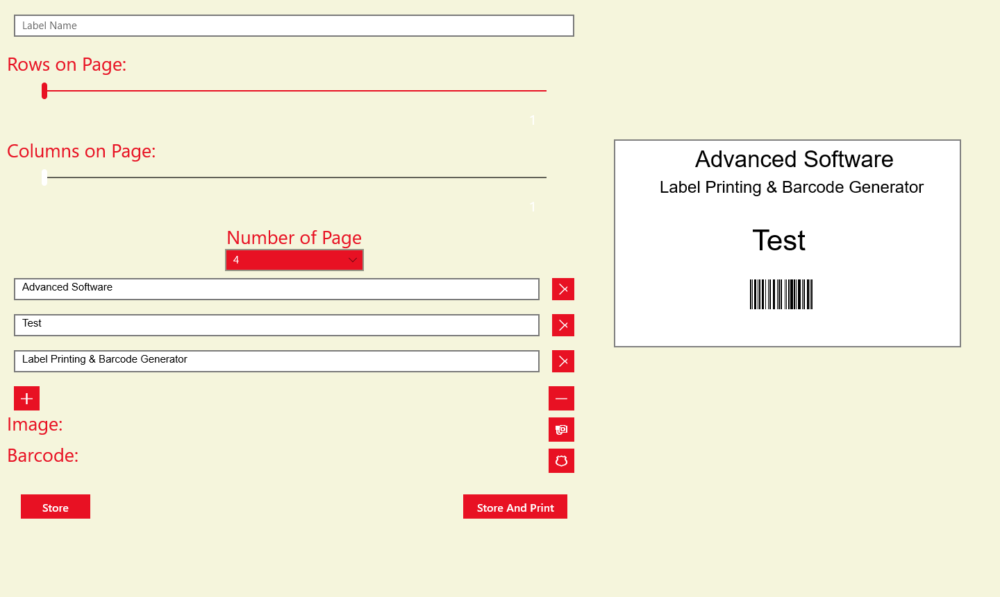 Label Name
Rows on Page:
1
Columns on Page:
1
Number of Page
4
Advanced Software
Test
Label Printing & Barcode Generator
Image:
Barcode:
Store
Store And Print
Advanced Software
Label Printing & Barcode Generator
Test